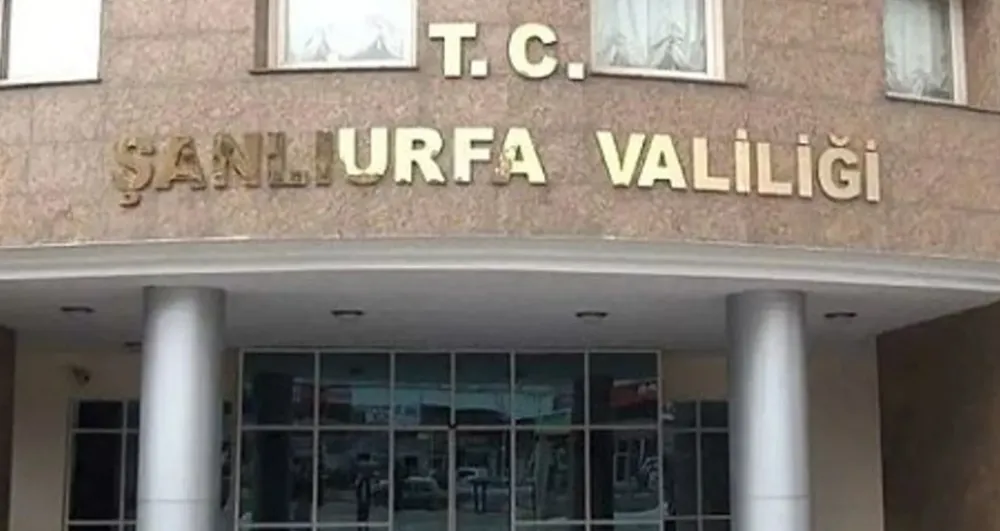 T. C.
ŞANLIURFA VALİLİĞİ